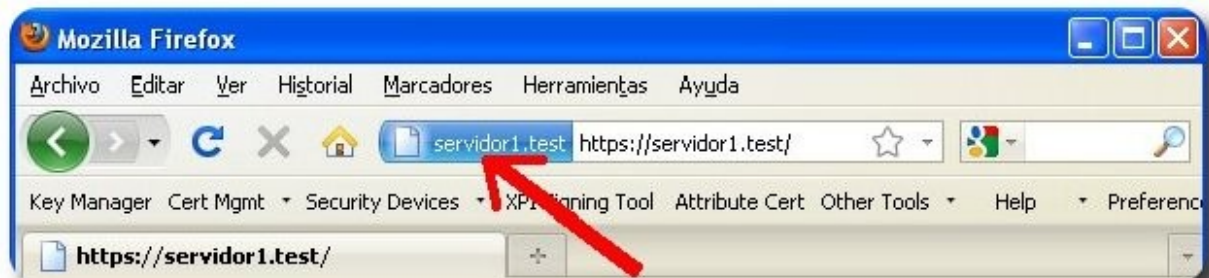 Mozilla Firefox
Archivo Editar Ver Historial Marcadores Herramientas Ayuda
servidor1.test https://servidor1.test/
Key Manager Cert Mgmt Security Devices XPI Signing Tool Attribute Cert Other Tools Help Preferenc
https://servidor1.test/